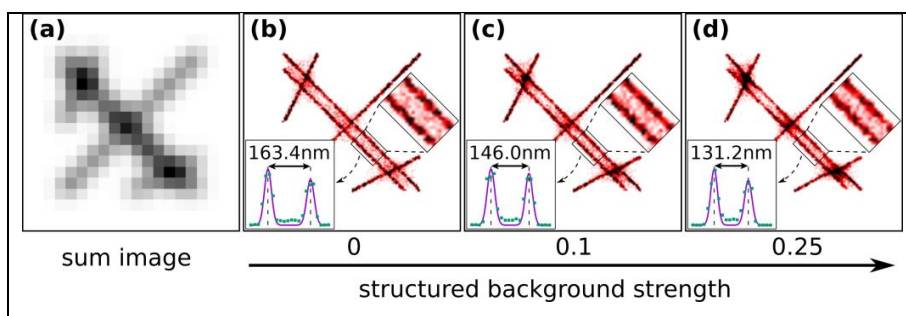 (a) (b) (c) (d)
163.4nm 146.0nm 131.2nm
sum image 0 0.1 0.25
structured background strength